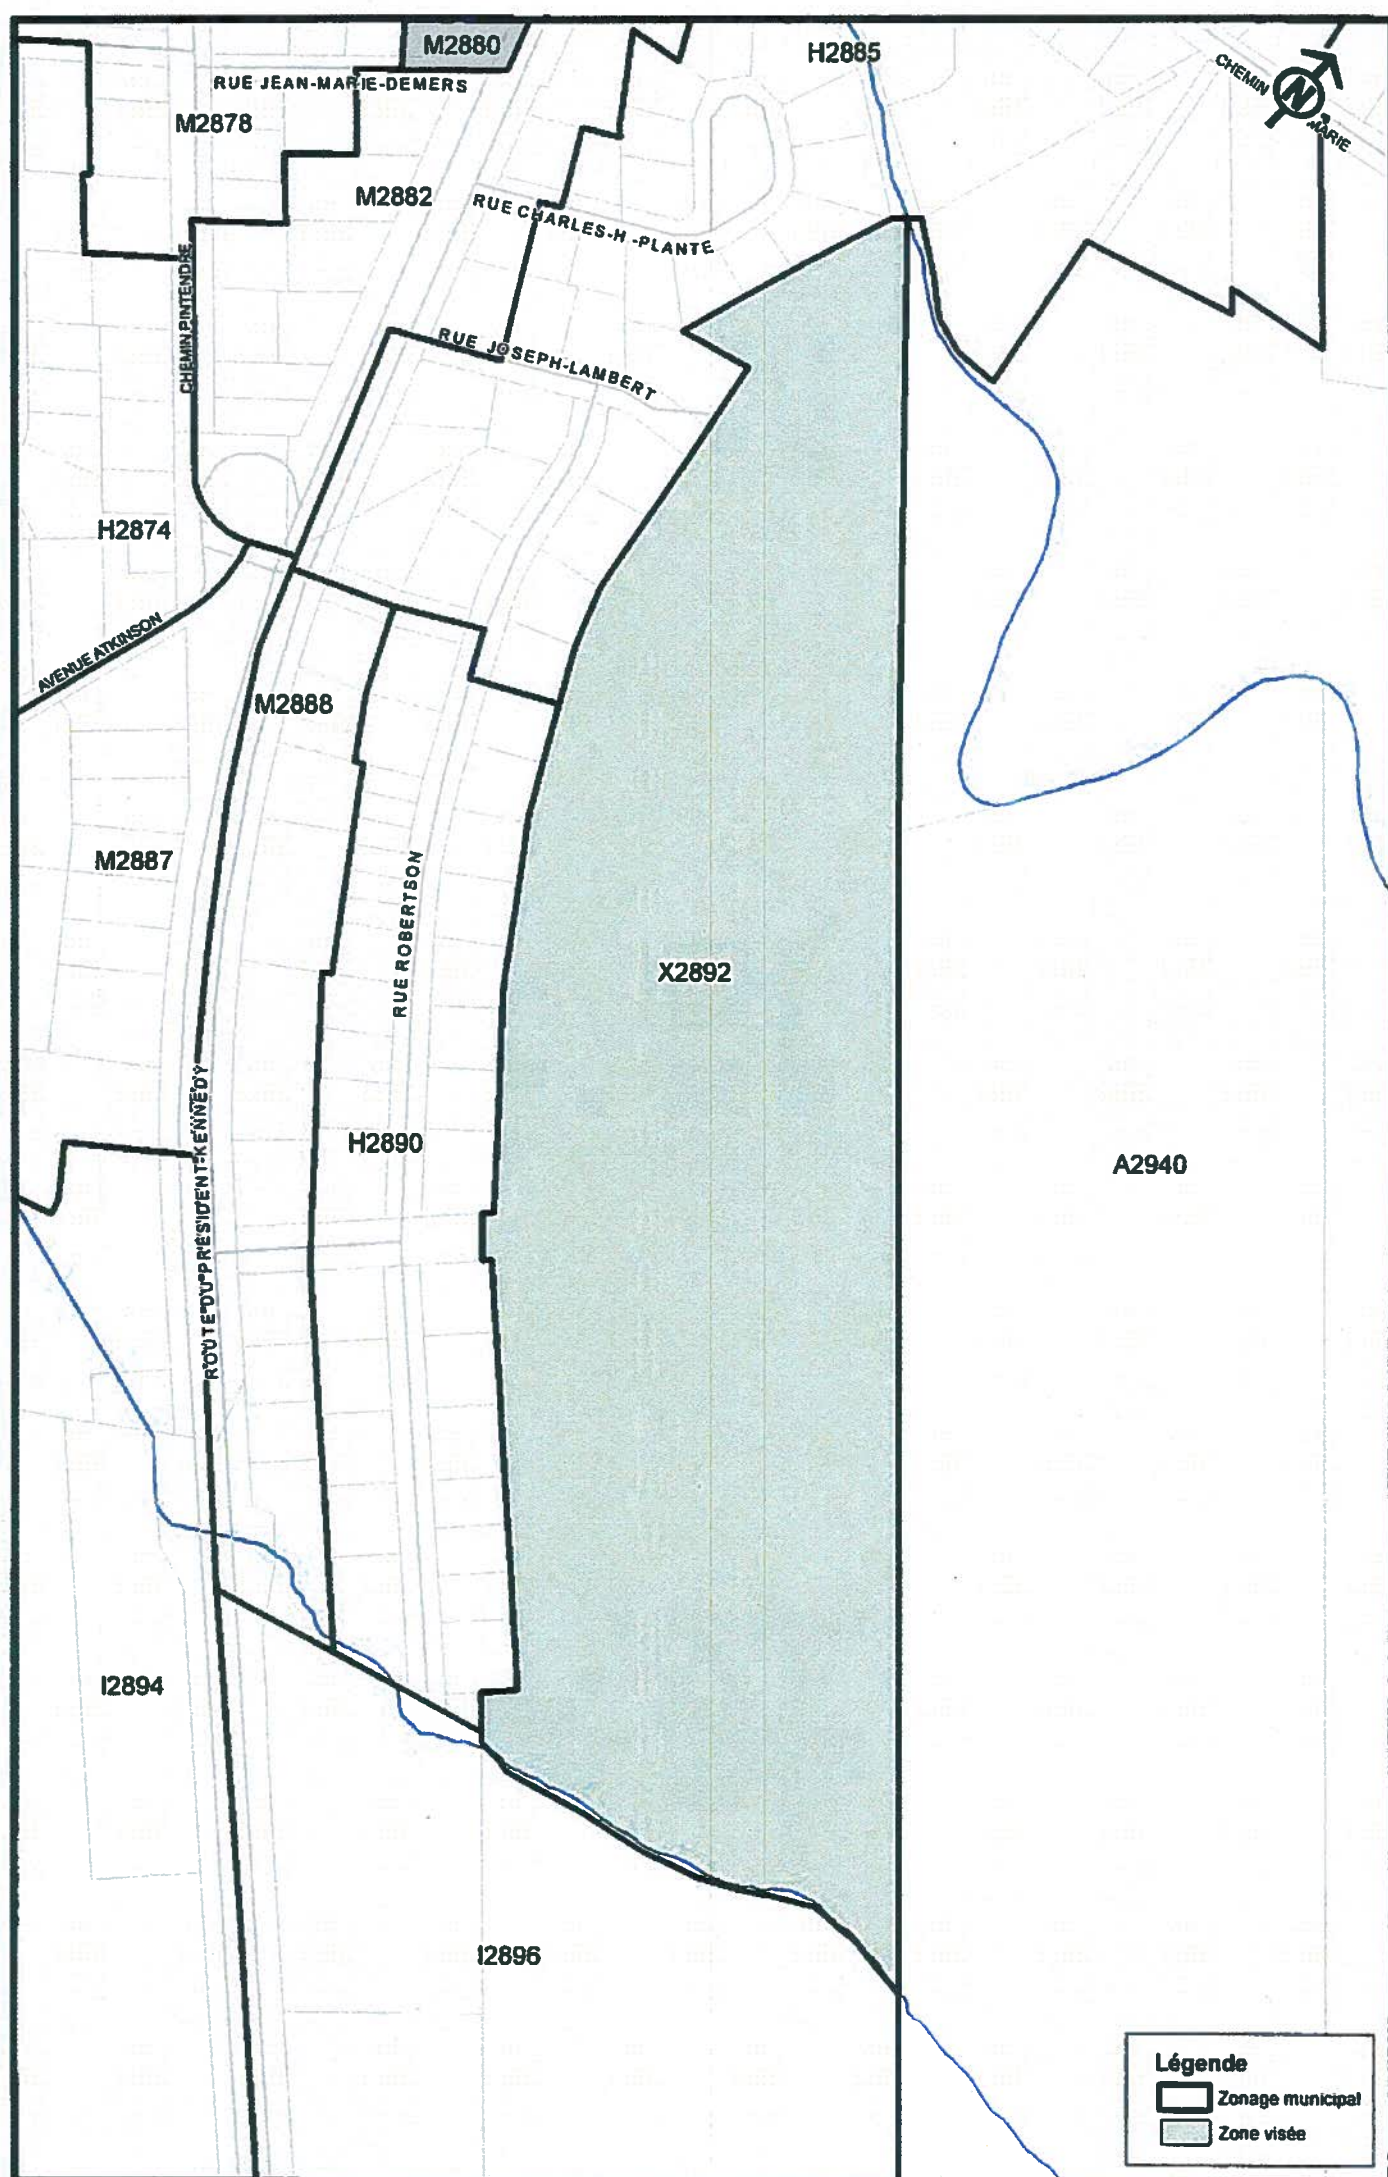 M2880
H2885
RUE JEAN-MARIE-DEMERS
CHEMIN
N
MARIE
M2878
M2882
RUE CHARLES-H-PLANTE
CHEMIN PINTENDRE
RUE JOSEPH-LAMBERT
H2874
AVENUE ATKINSON
M2888
M2887
RUE ROBERTSON
X2892
ROUTE DU PRÉSIDENT-KENNEDY
H2890
A2940
I2894
I2896
Légende
Zonage municipal
Zone visée